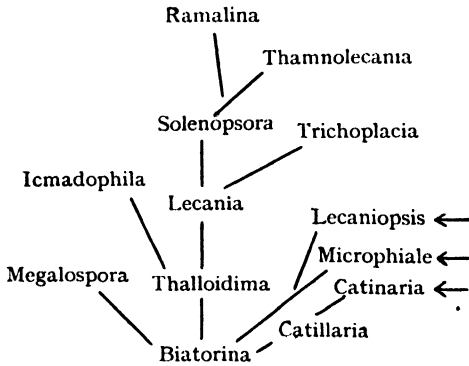 Ramalina
Thamnolecania
Solenopsora
Trichoplacia
Icmadophila
Lecania
Lecaniopsis
Microphiale
Megalospora Thalloidima
Catinaria
Catillaria
Biatorina